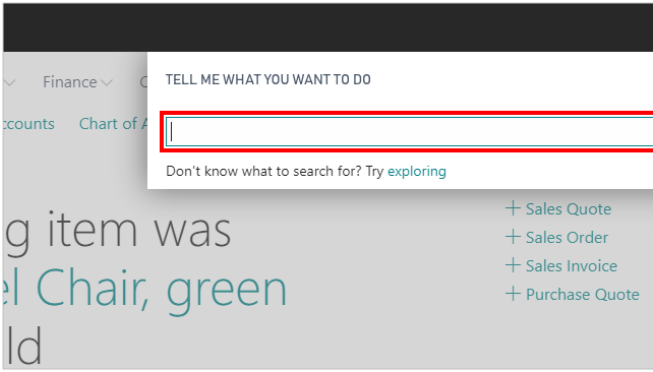 TELL ME WHAT YOU WANT TO DO
Finance
ccounts Chart of A
Don't know what to search for? Try exploring
g item was
el Chair, green
ld
+ Sales Quote
+ Sales Order
+ Sales Invoice
+ Purchase Quote